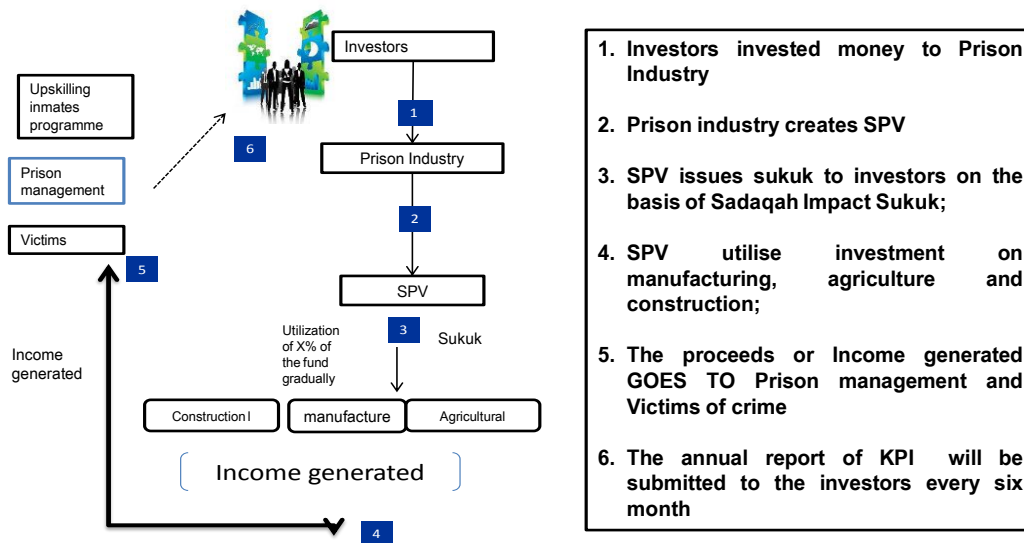 Investors
Upskilling
inmates
programme
1
6
Prison Industry
Prison
management
2
Victims
5
SPV
Utilization
of X% of
the fund
gradually
3
Sukuk
Income
generated
Construction l
manufacture
Agricultural
Income generated
4
1. Investors invested money to Prison
Industry
2. Prison industry creates SPV
3. SPV issues sukuk to investors on the
basis of Sadaqah Impact Sukuk;
4. SPV utilise investment on
manufacturing, agriculture and
construction;
5. The proceeds or Income generated
GOES TO Prison management and
Victims of crime
6. The annual report of KPI will be
submitted to the investors every six
month